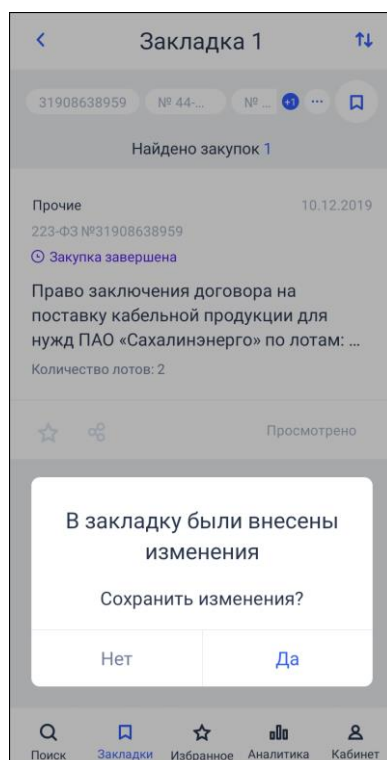 Закладка 1
31908638959 № 44-... № ... +1 ...
Найдено закупок 1
Прочие 10.12.2019
223-ФЗ №31908638959
Закупка завершена
Право заключения договора на
поставку кабельной продукции для
нужд ПАО «Сахалинэнерго» по лотам: ...
Количество лотов: 2
Просмотрено
В закладку были внесены
изменения
Сохранить изменения?
Нет Да
Поиск Закладки Избранное Аналитика Кабинет